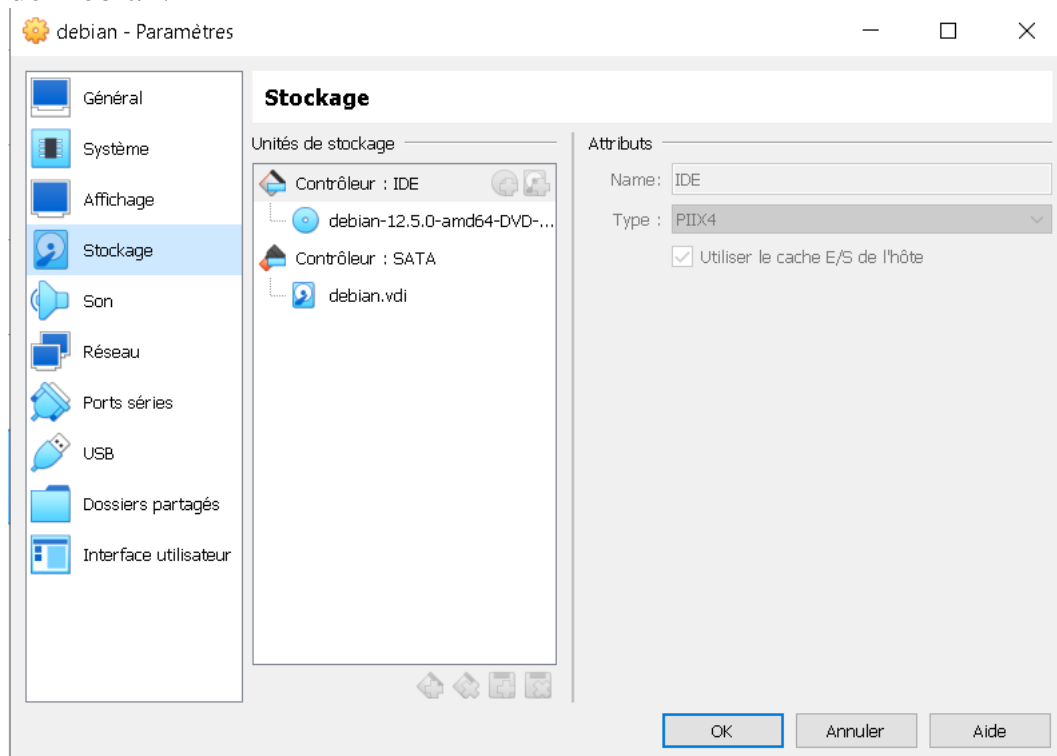 debian - Paramètres
Général
Système
Affichage
Stockage
Son
Réseau
Ports séries
USB
Dossiers partagés
Interface utilisateur
Stockage
Unités de stockage
Contrôleur : IDE
debian-12.5.0-amd64-DVD-...
Contrôleur : SATA
debian.vdi
Attributs
Name: IDE
Type : PIIX4
Utiliser le cache E/S de l'hôte
OK
Annuler
Aide